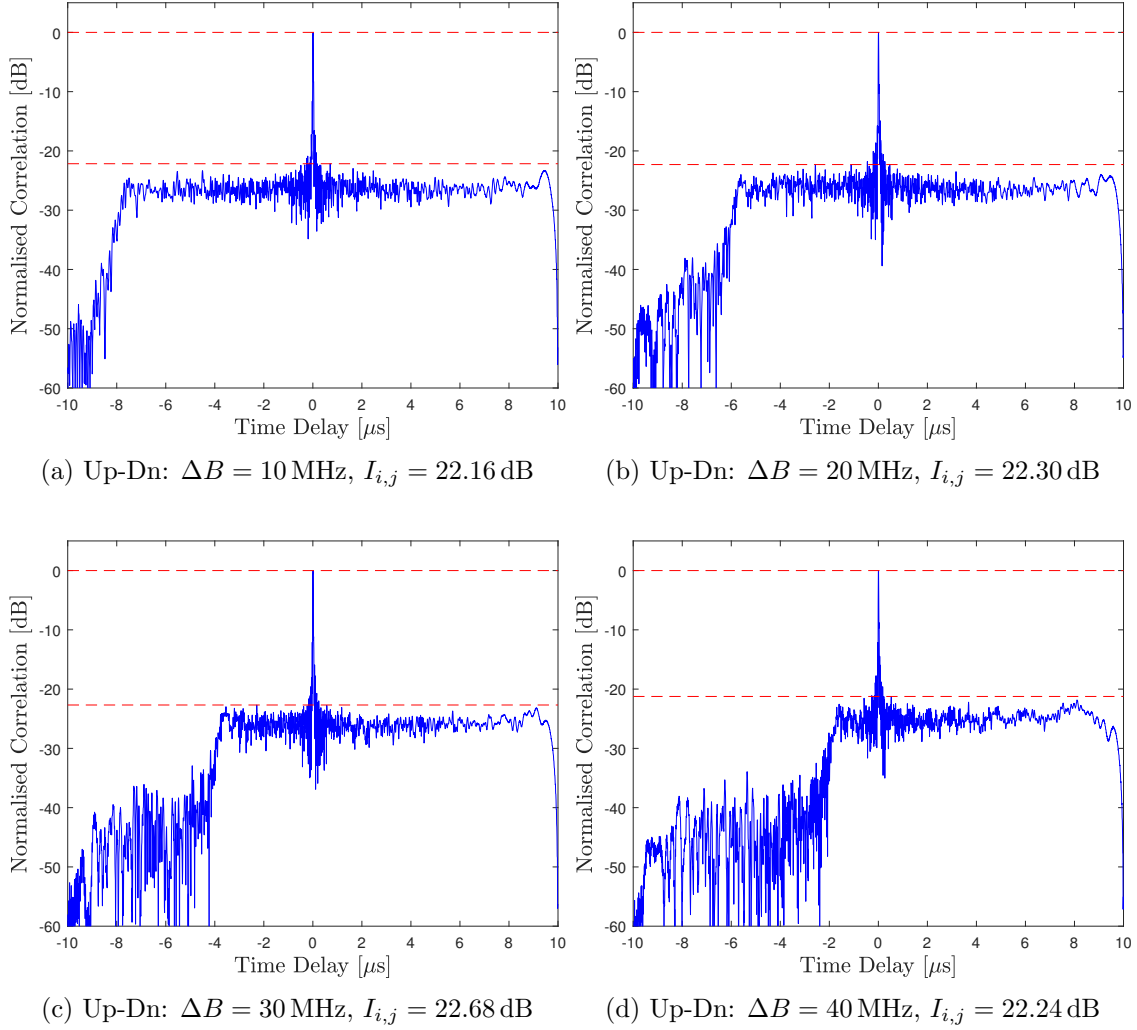 0
-10
-20
-30
-40
-50
-60
Normalised Correlation [dB]
-10 -8 -6 -4 -2 0 2 4 6 8 10
Time Delay [μs]
(a) Up-Dn: ΔB = 10 MHz, I_{i,j} = 22.16 dB
0
-10
-20
-30
-40
-50
-60
Normalised Correlation [dB]
-10 -8 -6 -4 -2 0 2 4 6 8 10
Time Delay [μs]
(b) Up-Dn: ΔB = 20 MHz, I_{i,j} = 22.30 dB
0
-10
-20
-30
-40
-50
-60
Normalised Correlation [dB]
-10 -8 -6 -4 -2 0 2 4 6 8 10
Time Delay [μs]
(c) Up-Dn: ΔB = 30 MHz, I_{i,j} = 22.68 dB
0
-10
-20
-30
-40
-50
-60
Normalised Correlation [dB]
-10 -8 -6 -4 -2 0 2 4 6 8 10
Time Delay [μs]
(d) Up-Dn: ΔB = 40 MHz, I_{i,j} = 22.24 dB